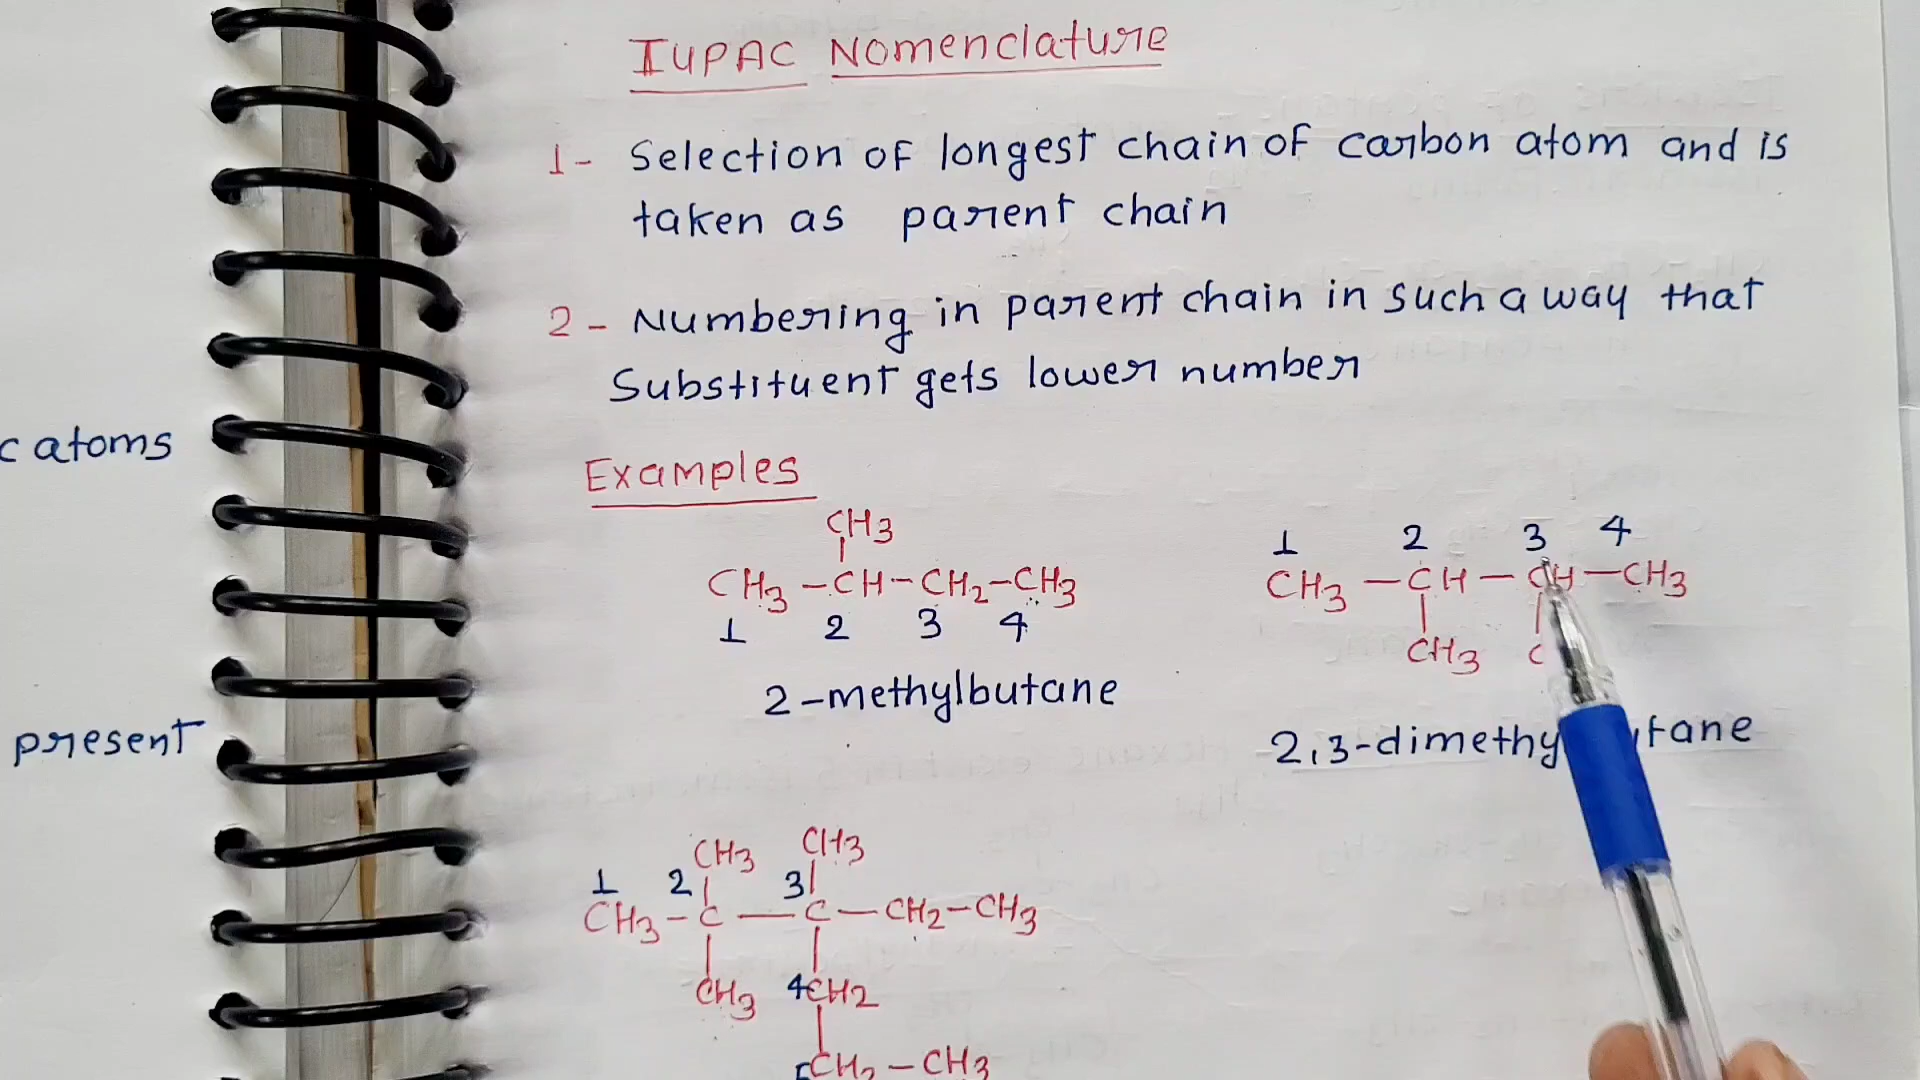 IUPAC Nomenclature
1- Selection of longest chain of carbon atom and is
taken as parent chain
2- Numbering in parent chain in such a way that
Substituent gets lower number
c atoms
Examples
CH3
CH3-CH-CH2-CH3
1 2 3 4
2-methylbutane
1 2 3 4
CH3-CH-CH-CH3
CH3 C
2,3-dimethy tane
present
CH3 CH3
1 2 3
CH3-C-C-CH2-CH3
CH3 4CH2
5CH2-CH3